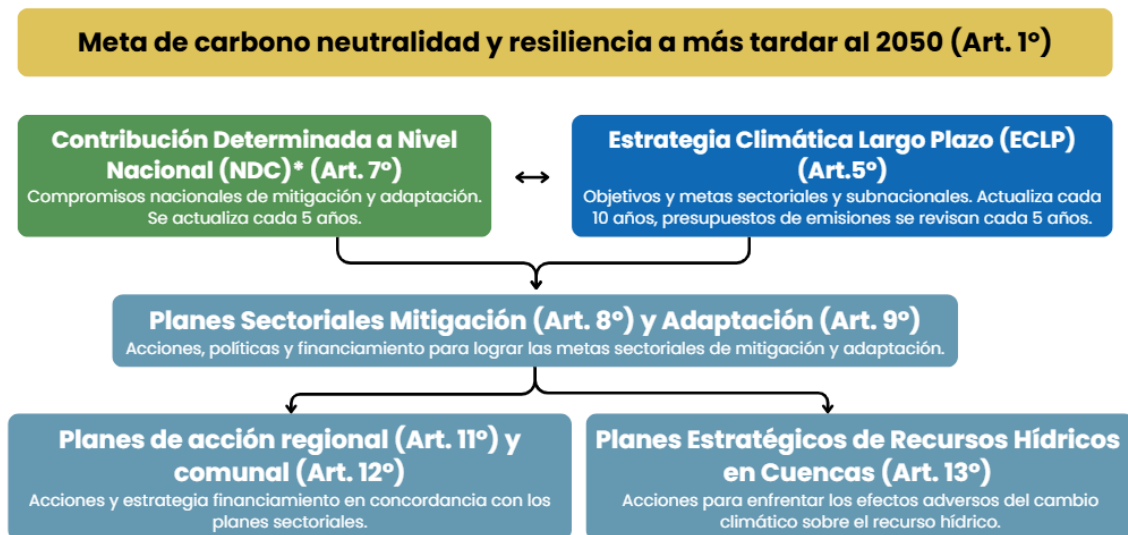 Meta de carbono neutralidad y resiliencia a más tardar al 2050 (Art. 1°)
Contribución Determinada a Nivel
Nacional (NDC)* (Art. 7°)
Compromisos nacionales de mitigación y adaptación.
Se actualiza cada 5 años.
Estrategia Climática Largo Plazo (ECLP)
(Art.5°)
Objetivos y metas sectoriales y subnacionales. Actualiza cada
10 años, presupuestos de emisiones se revisan cada 5 años.
Planes Sectoriales Mitigación (Art. 8°) y Adaptación (Art. 9°)
Acciones, políticas y financiamiento para lograr las metas sectoriales de mitigación y adaptación.
Planes de acción regional (Art. 11°) y
comunal (Art. 12°)
Acciones y estrategia financiamiento en concordancia con los
planes sectoriales.
Planes Estratégicos de Recursos Hídricos
en Cuencas (Art. 13°)
Acciones para enfrentar los efectos adversos del cambio
climático sobre el recurso hídrico.